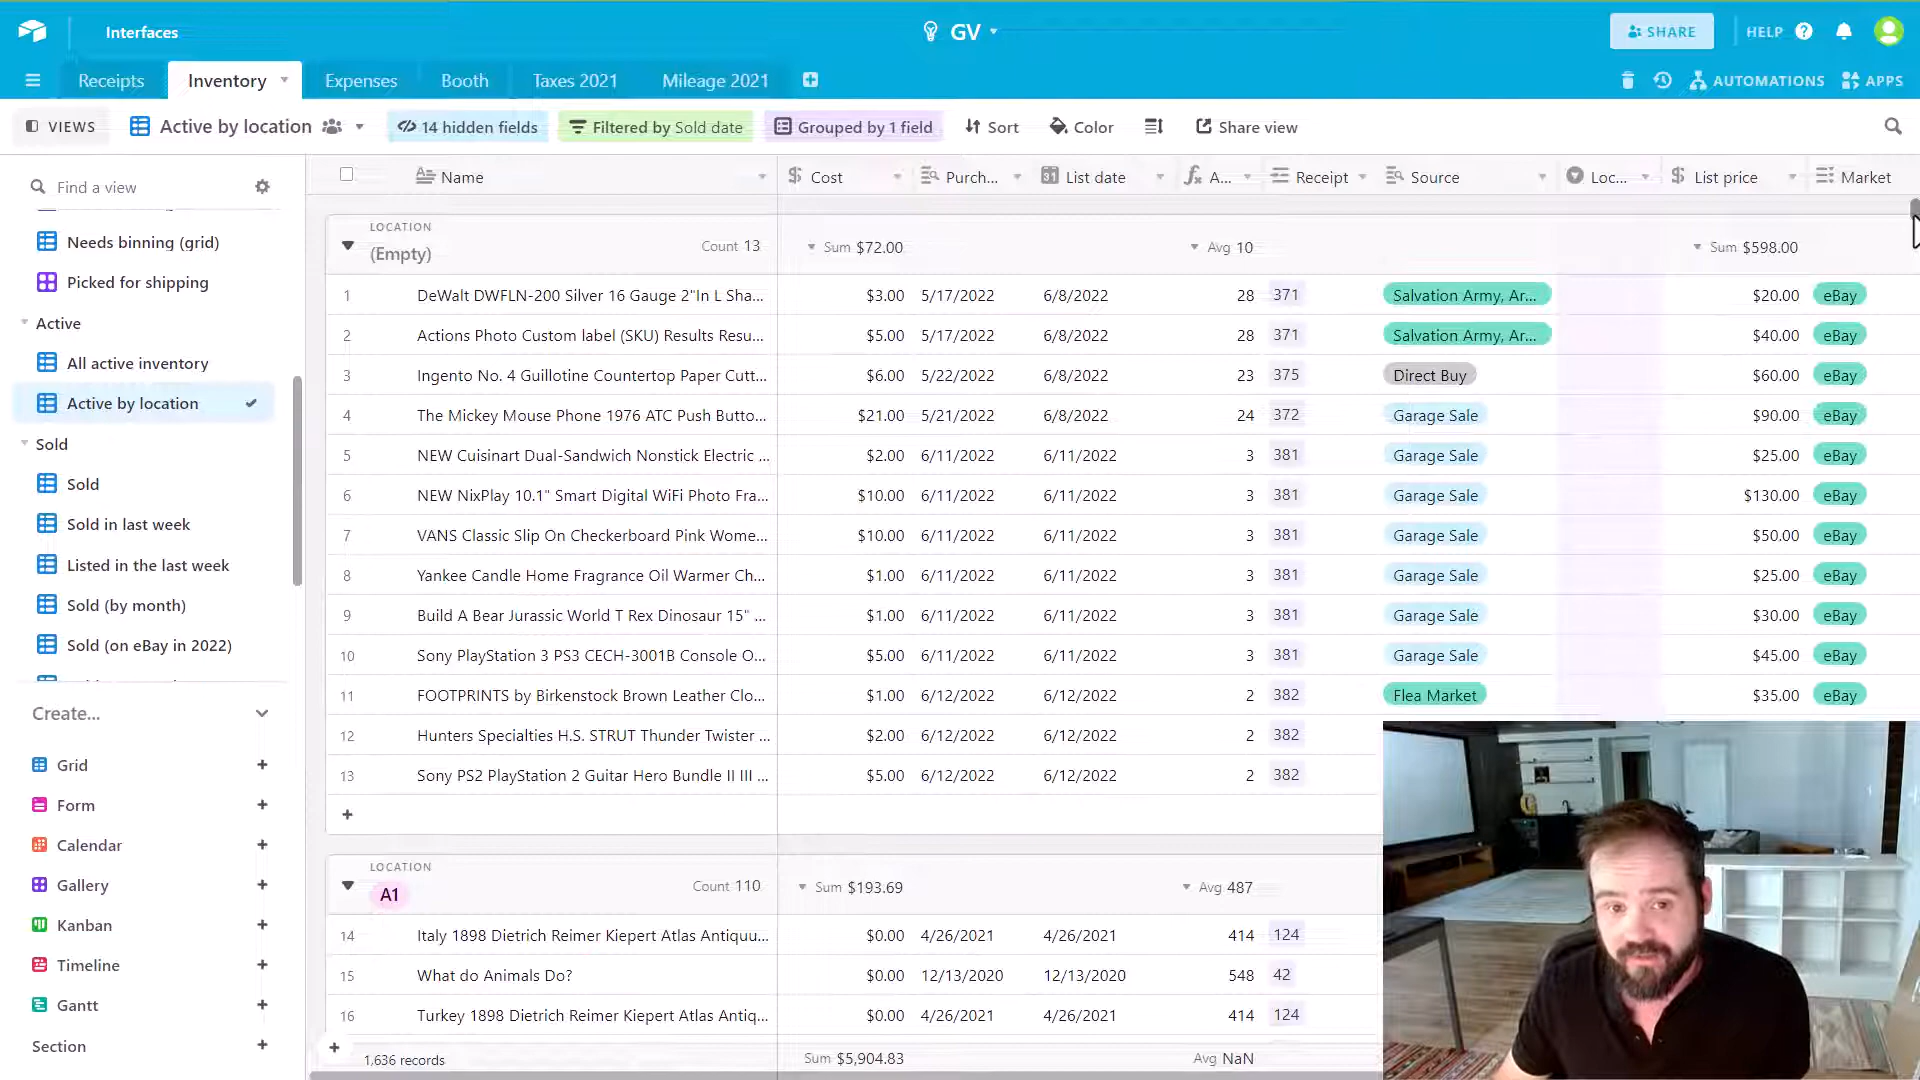 Interfaces
GV
SHARE
HELP
Receipts
Inventory
Expenses
Booth
Taxes 2021
Mileage 2021
AUTOMATIONS
APPS
VIEWS
Active by location
14 hidden fields
Filtered by Sold date
Grouped by 1 field
Sort
Color
Share view
Find a view
Needs binning (grid)
Picked for shipping
Active
All active inventory
Active by location
Sold
Sold
Sold in last week
Listed in the last week
Sold (by month)
Sold (on eBay in 2022)
Create...
Grid
Form
Calendar
Gallery
Kanban
Timeline
Gantt
Section
Name Cost Purch... List date A... Receipt Source Loc... List price Market
LOCATION
(Empty) Count 13 Sum $72.00 Avg 10 Sum $598.00
1 DeWalt DWFLN-200 Silver 16 Gauge 2"In L Sha... $3.00 5/17/2022 6/8/2022 28 371 Salvation Army, Ar... $20.00 eBay
2 Actions Photo Custom label (SKU) Results Resu... $5.00 5/17/2022 6/8/2022 28 371 Salvation Army, Ar... $40.00 eBay
3 Ingento No. 4 Guillotine Countertop Paper Cutt... $6.00 5/22/2022 6/8/2022 23 375 Direct Buy $60.00 eBay
4 The Mickey Mouse Phone 1976 ATC Push Butto... $21.00 5/21/2022 6/8/2022 24 372 Garage Sale $90.00 eBay
5 NEW Cuisinart Dual-Sandwich Nonstick Electric ... $2.00 6/11/2022 6/11/2022 3 381 Garage Sale $25.00 eBay
6 NEW NixPlay 10.1" Smart Digital WiFi Photo Fra... $10.00 6/11/2022 6/11/2022 3 381 Garage Sale $130.00 eBay
7 VANS Classic Slip On Checkerboard Pink Wome... $10.00 6/11/2022 6/11/2022 3 381 Garage Sale $50.00 eBay
8 Yankee Candle Home Fragrance Oil Warmer Ch... $1.00 6/11/2022 6/11/2022 3 381 Garage Sale $25.00 eBay
9 Build A Bear Jurassic World T Rex Dinosaur 15" ... $1.00 6/11/2022 6/11/2022 3 381 Garage Sale $30.00 eBay
10 Sony PlayStation 3 PS3 CECH-3001B Console O... $5.00 6/11/2022 6/11/2022 3 381 Garage Sale $45.00 eBay
11 FOOTPRINTS by Birkenstock Brown Leather Clo... $1.00 6/12/2022 6/12/2022 2 382 Flea Market $35.00 eBay
12 Hunters Specialties H.S. STRUT Thunder Twister ... $2.00 6/12/2022 6/12/2022 2 382
13 Sony PS2 PlayStation 2 Guitar Hero Bundle II III ... $5.00 6/12/2022 6/12/2022 2 382
LOCATION
A1 Count 110 Sum $193.69 Avg 487
14 Italy 1898 Dietrich Reimer Kiepert Atlas Antiquu... $0.00 4/26/2021 4/26/2021 414 124
15 What do Animals Do? $0.00 12/13/2020 12/13/2020 548 42
16 Turkey 1898 Dietrich Reimer Kiepert Atlas Antiq... $0.00 4/26/2021 4/26/2021 414 124
1,636 records Sum $5,904.83 Avg NaN